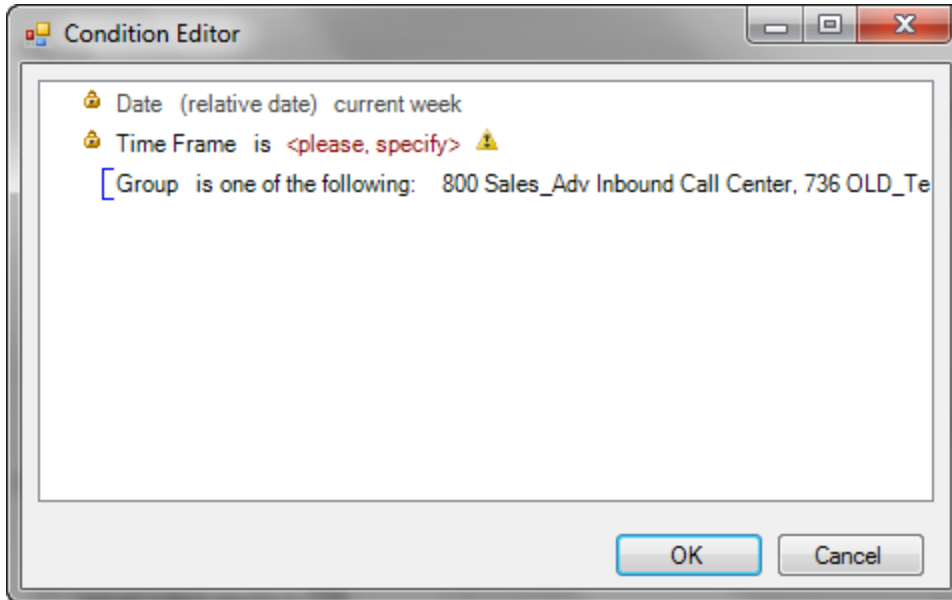 Condition Editor
Date (relative date) current week
Time Frame is <please, specify>
Group is one of the following: 800 Sales_Adv Inbound Call Center, 736 OLD_Te
OK Cancel